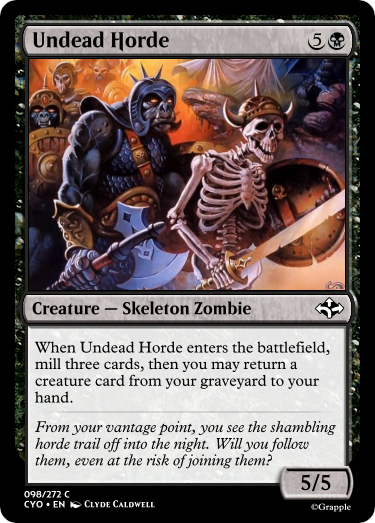 Undead Horde 5
Creature — Skeleton Zombie
When Undead Horde enters the battlefield,
mill three cards, then you may return a
creature card from your graveyard to your
hand.
From your vantage point, you see the shambling
horde trail off into the night. Will you follow
them, even at the risk of joining them?
5/5
098/272 C
CYO • EN Clyde Caldwell
©Grapple